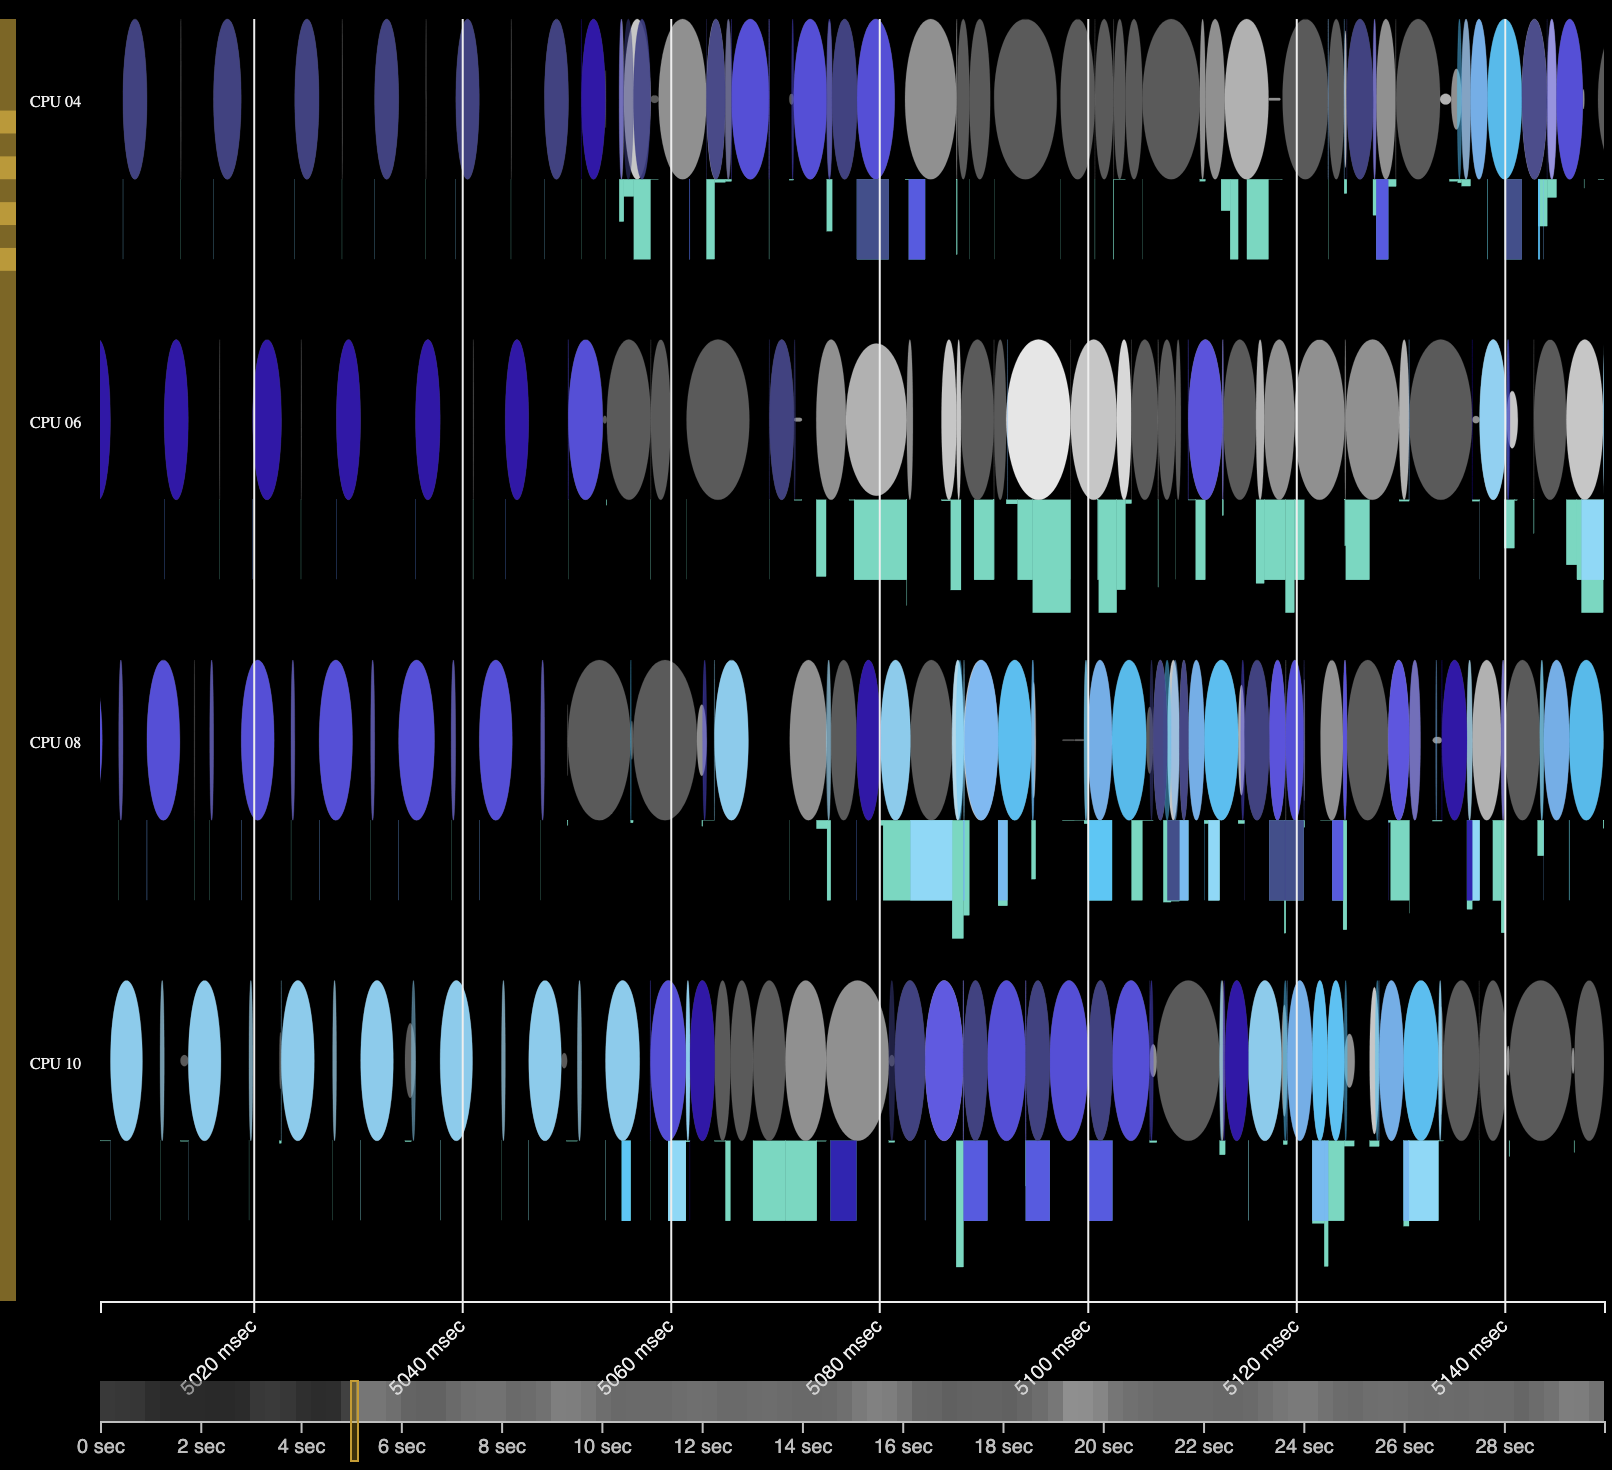 CPU 04
CPU 06
CPU 08
CPU 10
5020 msec
5040 msec
5060 msec
5080 msec
5100 msec
5120 msec
5140 msec
0 sec
2 sec
4 sec
6 sec
8 sec
10 sec
12 sec
14 sec
16 sec
18 sec
20 sec
22 sec
24 sec
26 sec
28 sec